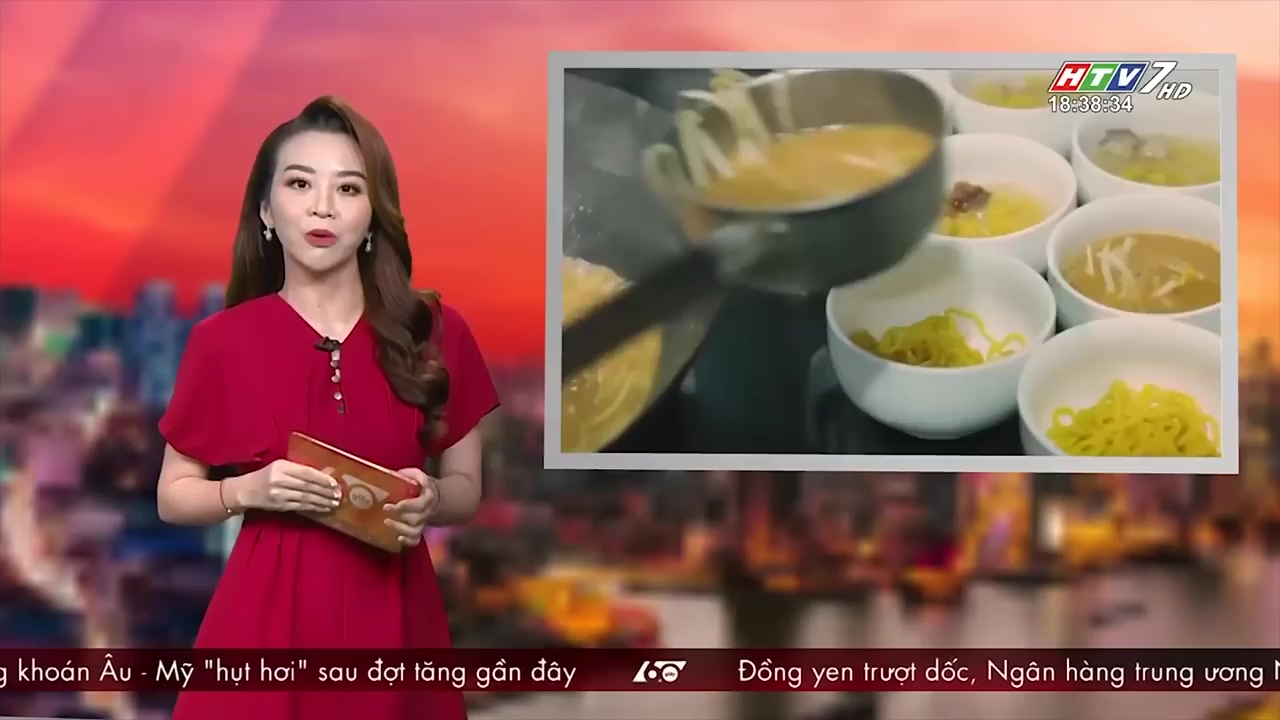 HTV7 HD
18:38:34
khoán Âu - Mỹ "hụt hơi" sau đợt tăng gần đây
60
Đồng yen trượt dốc, Ngân hàng trung ương